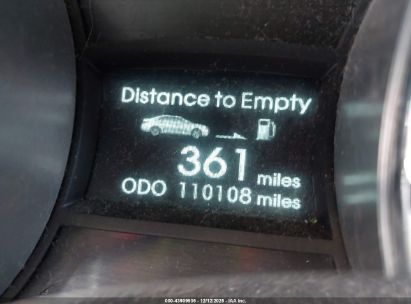 Distance to Empty
361 miles
ODO 110108 miles